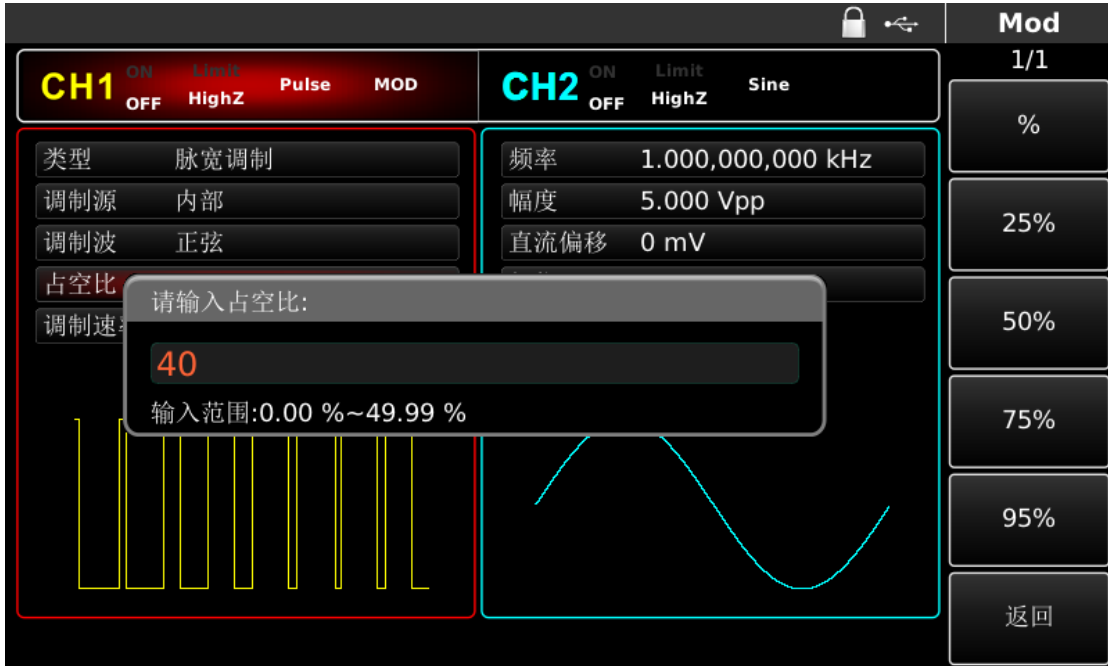 Mod
1/1
CH1 ON OFF Limit HighZ Pulse MOD
CH2 ON OFF Limit HighZ Sine
类型 脉宽调制
调制源 内部
调制波 正弦
占空比
调制速
频率 1.000,000,000 kHz
幅度 5.000 Vpp
直流偏移 0 mV
请输入占空比:
40
输入范围:0.00 %~49.99 %
%
25%
50%
75%
95%
返回